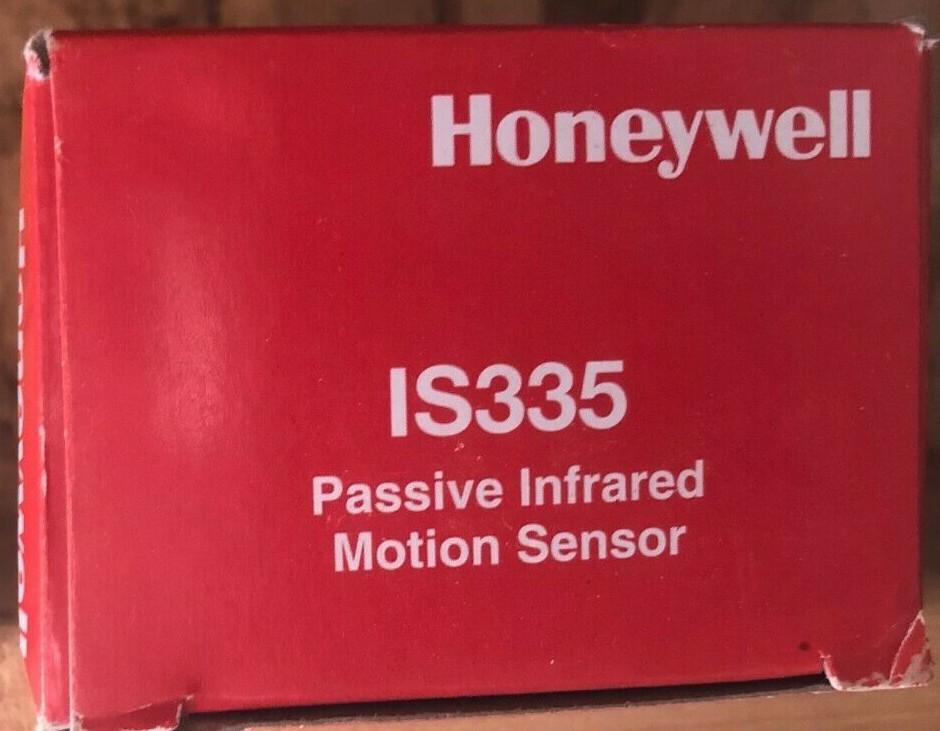 Honeywell
IS335
Passive Infrared
Motion Sensor